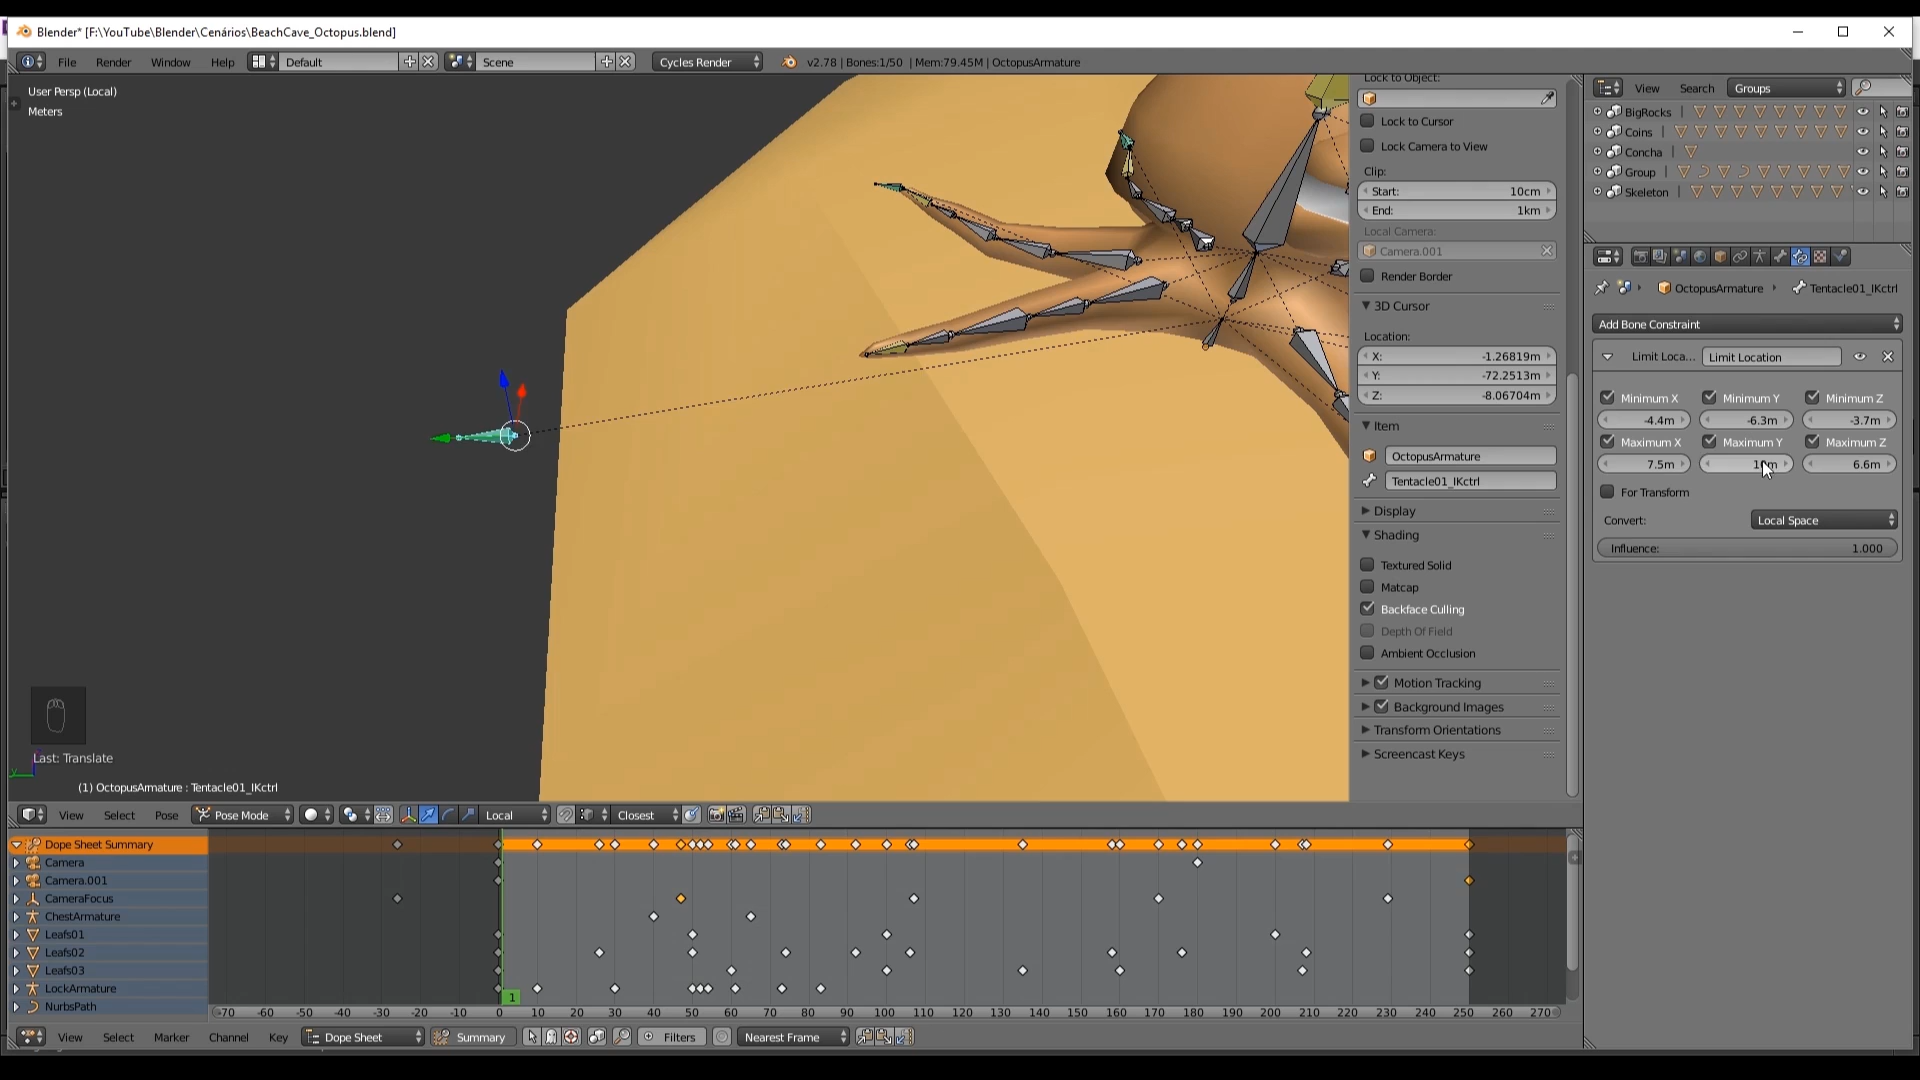 Blender* [F:\YouTube\Blender\Cenários\BeachCave_Octopus.blend]
File Render Window Help Default Scene Cycles Render v2.78 | Bones:1/50 | Mem:79.45M | OctopusArmature
User Persp (Local)
Meters
Last: Translate
(1) OctopusArmature : Tentacle01_IKctrl
Lock to Object:
Lock to Cursor
Lock Camera to View
Clip:
Start: 10cm
End: 1km
Local Camera:
Camera.001
Render Border
3D Cursor
Location:
X: -1.26819m
Y: -72.2513m
Z: -8.06704m
Item
OctopusArmature
Tentacle01_IKctrl
Display
Shading
Textured Solid
Matcap
Backface Culling
Depth Of Field
Ambient Occlusion
Motion Tracking
Background Images
Transform Orientations
Screencast Keys
View Search Groups
BigRocks
Coins
Concha
Group
Skeleton
OctopusArmature Tentacle01_IKctrl
Add Bone Constraint
Limit Loca... Limit Location
Minimum X Minimum Y Minimum Z
-4.4m -6.3m -3.7m
Maximum X Maximum Y Maximum Z
7.5m 6.6m
For Transform
Convert: Local Space
Influence: 1.000
View Select Pose Pose Mode Local Closest
Dope Sheet Summary
Camera
Camera.001
CameraFocus
ChestArmature
Leafs01
Leafs02
Leafs03
LockArmature
NurbsPath
1
-70 -60 -50 -40 -30 -20 -10 0 10 20 30 40 50 60 70 80 90 100 110 120 130 140 150 160 170 180 190 200 210 220 230 240 250 260 270
View Select Marker Channel Key Dope Sheet Summary Filters Nearest Frame